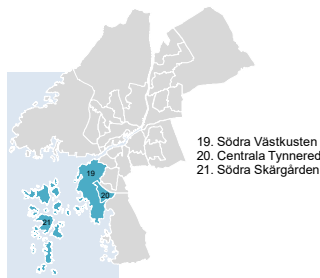 19
20
21
19. Södra Västkusten
20. Centrala Tynnered
21. Södra Skärgården